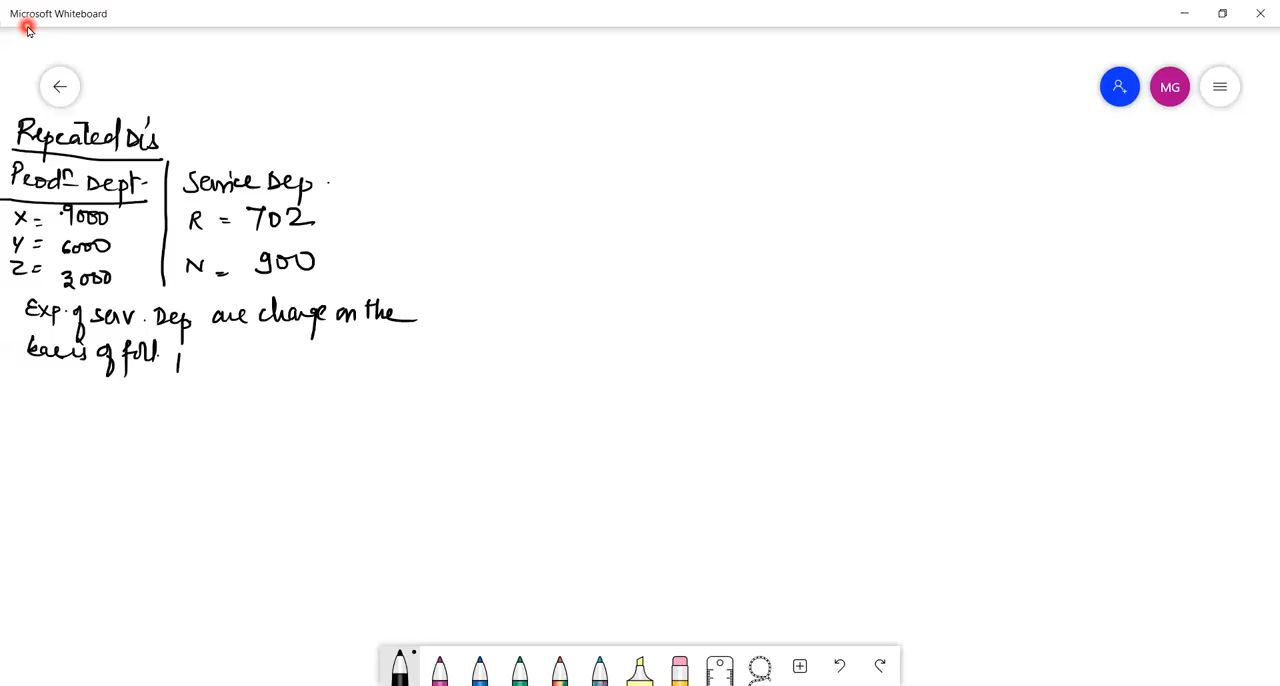 Microsoft Whiteboard
MG
Repeated Dis
Prodn Dept-
X = 9000
Y = 6000
Z = 3000
Service Dep.
R = 702
N = 900
Exp. of serv. Dep are charge on the
basis of foll.